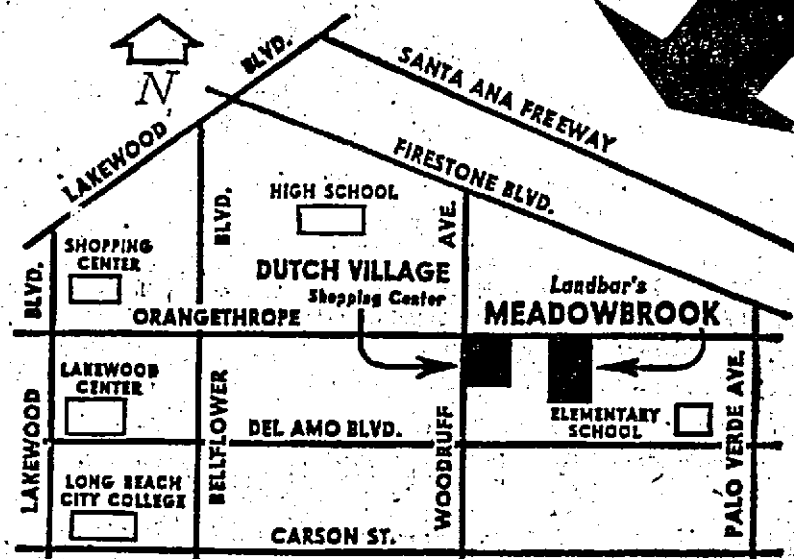 N
BLVD.
SANTA ANA FREEWAY
LAKEWOOD
FIRESTONE BLVD.
HIGH SCHOOL
BLVD.
AVE.
SHOPPING
CENTER
DUTCH VILLAGE
Shopping Center
Landbar's
MEADOWBROOK
BLVD.
ORANGETHROPE
LAKEWOOD
CENTER
LAKEWOOD
BELLFLOWER
DEL AMO BLVD.
WOODRUFF
ELEMENTARY
SCHOOL
PALO VERDE AVE.
LONG BEACH
CITY COLLEGE
CARSON ST.